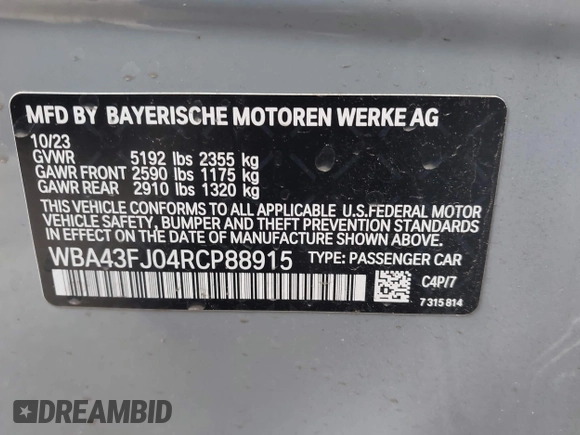 MFD BY BAYERISCHE MOTOREN WERKE AG
10/23
GVWR 5192 lbs 2355 kg
GAWR FRONT 2590 lbs 1175 kg
GAWR REAR 2910 lbs 1320 kg
THIS VEHICLE CONFORMS TO ALL APPLICABLE U.S.FEDERAL MOTOR
VEHICLE SAFETY, BUMPER AND THEFT PREVENTION STANDARDS
IN EFFECT ON THE DATE OF MANUFACTURE SHOWN ABOVE.
WBA43FJ04RCP88915 TYPE: PASSENGER CAR
C4P/7
7 315 814
DREAMBID